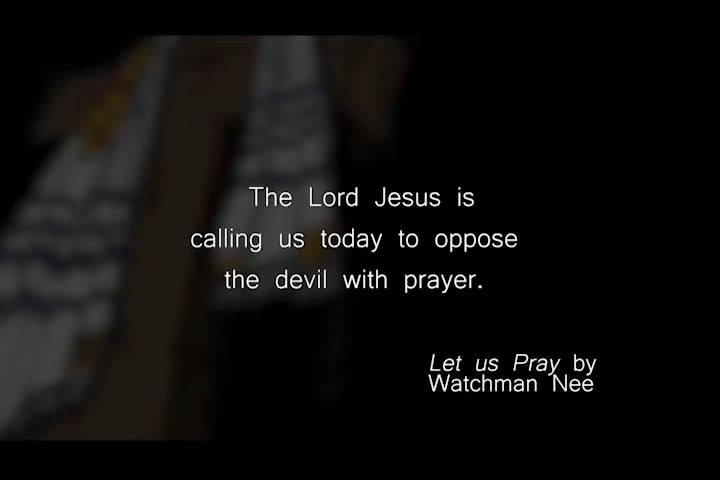 The Lord Jesus is
calling us today to oppose
the devil with prayer.
Let us Pray by
Watchman Nee